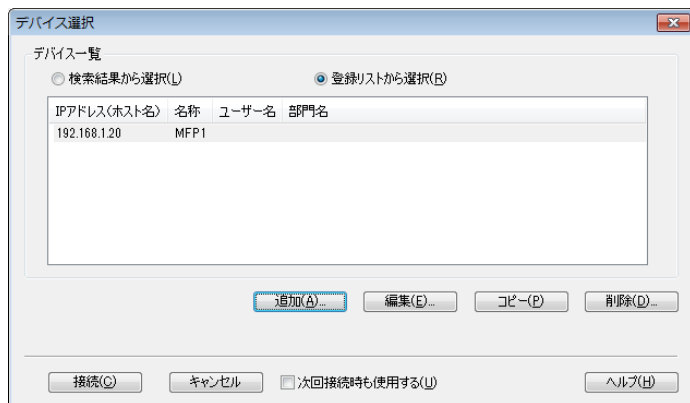 デバイス選択
デバイス一覧
検索結果から選択(L) 登録リストから選択(R)
IPアドレス(ホスト名) 名称 ユーザー名 部門名
192.168.1.20 MFP1
追加(A)... 編集(E)... コピー(P) 削除(D)...
接続(C) キャンセル 次回接続時も使用する(U) ヘルプ(H)